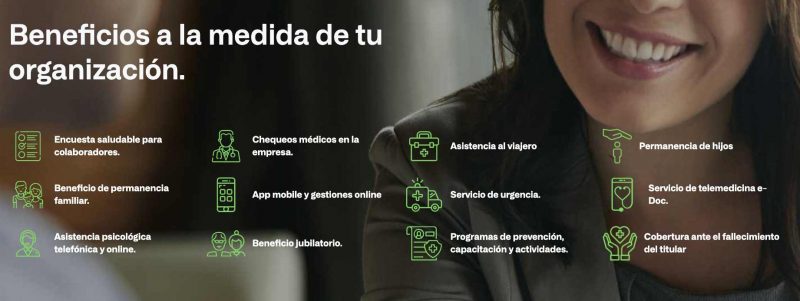 Beneficios a la medida de tu
organización.
Encuesta saludable para
colaboradores.
Chequeos médicos en la
empresa.
Asistencia al viajero
Permanencia de hijos
Beneficio de permanencia
familiar.
App mobile y gestiones online
Servicio de urgencia.
Servicio de telemedicina e-
Doc.
Asistencia psicológica
telefónica y online.
Beneficio jubilatorio.
Programas de prevención,
capacitación y actividades.
Cobertura ante el fallecimiento
del titular